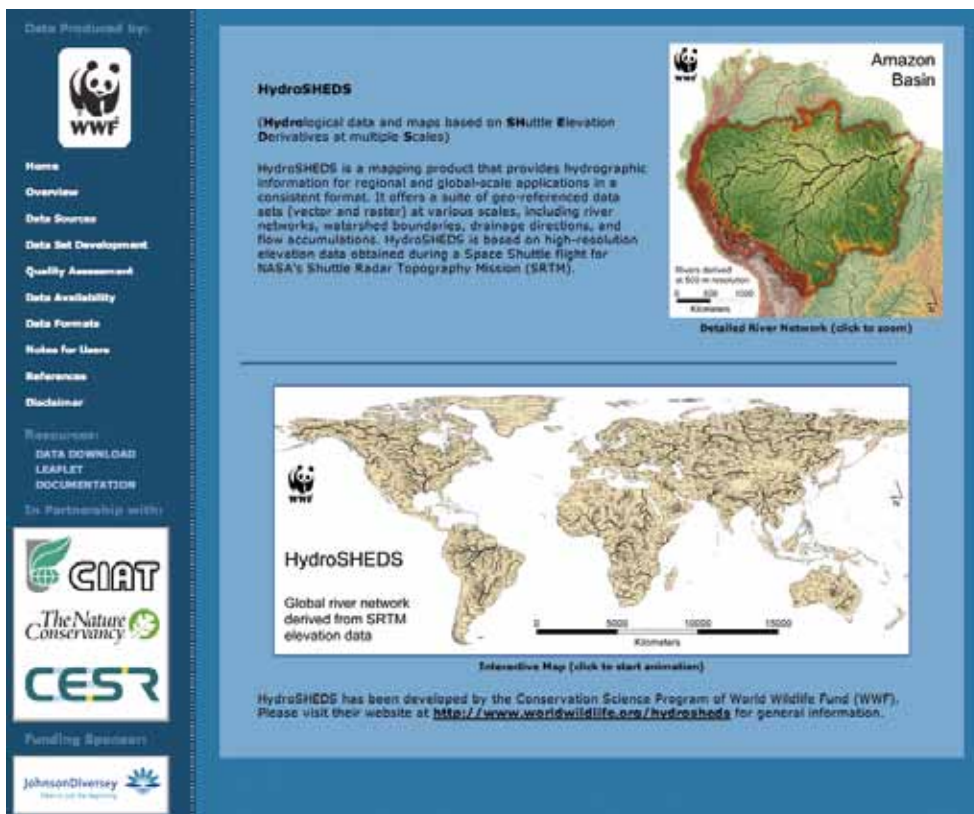 Data Produced by:
WWF
Home
Overview
Data Sources
Data Set Development
Quality Assessment
Data Availability
Data Formats
Notes for Users
References
Disclaimer
Resources:
DATA DOWNLOAD
LEAFLET
DOCUMENTATION
In Partnership with:
CIAT
The Nature
Conservancy
CESR
Funding Sponsor:
JohnsonDiversey
HydroSHEDS
(Hydrological data and maps based on SHuttle Elevation
Derivatives at multiple Scales)
HydroSHEDS is a mapping product that provides hydrographic
information for regional and global-scale applications in a
consistent format. It offers a suite of geo-referenced data
sets (vector and raster) at various scales, including river
networks, watershed boundaries, drainage directions, and
flow accumulations. HydroSHEDS is based on high-resolution
elevation data obtained during a Space Shuttle flight for
NASA's Shuttle Radar Topography Mission (SRTM).
WWF
Amazon
Basin
Rivers derived
at 500 m resolution
0 500 1000
Kilometers
Detailed River Network (click to zoom)
WWF
HydroSHEDS
Global river network
derived from SRTM
elevation data
0 5000 10000 15000
Kilometers
Interactive Map (click to start animation)
HydroSHEDS has been developed by the Conservation Science Program of World Wildlife Fund (WWF).
Please visit their website at http://www.worldwildlife.org/hydrosheds for general information.